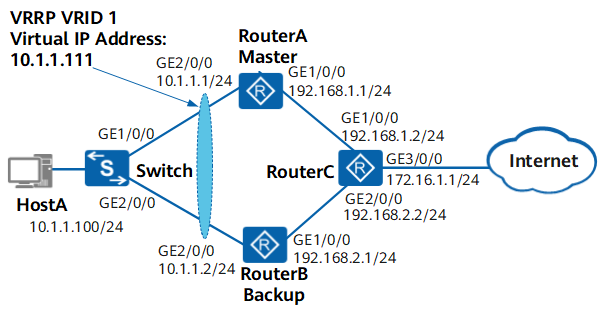 VRRP VRID 1
Virtual IP Address:
10.1.1.111
RouterA
Master
GE2/0/0
10.1.1.1/24
GE1/0/0
192.168.1.1/24
GE1/0/0
192.168.1.2/24
GE1/0/0
S
Switch
R
R
RouterC
GE3/0/0
172.16.1.1/24
Internet
HostA
10.1.1.100/24
GE2/0/0
GE2/0/0
192.168.2.2/24
GE2/0/0
10.1.1.2/24
R
GE1/0/0
192.168.2.1/24
RouterB
Backup